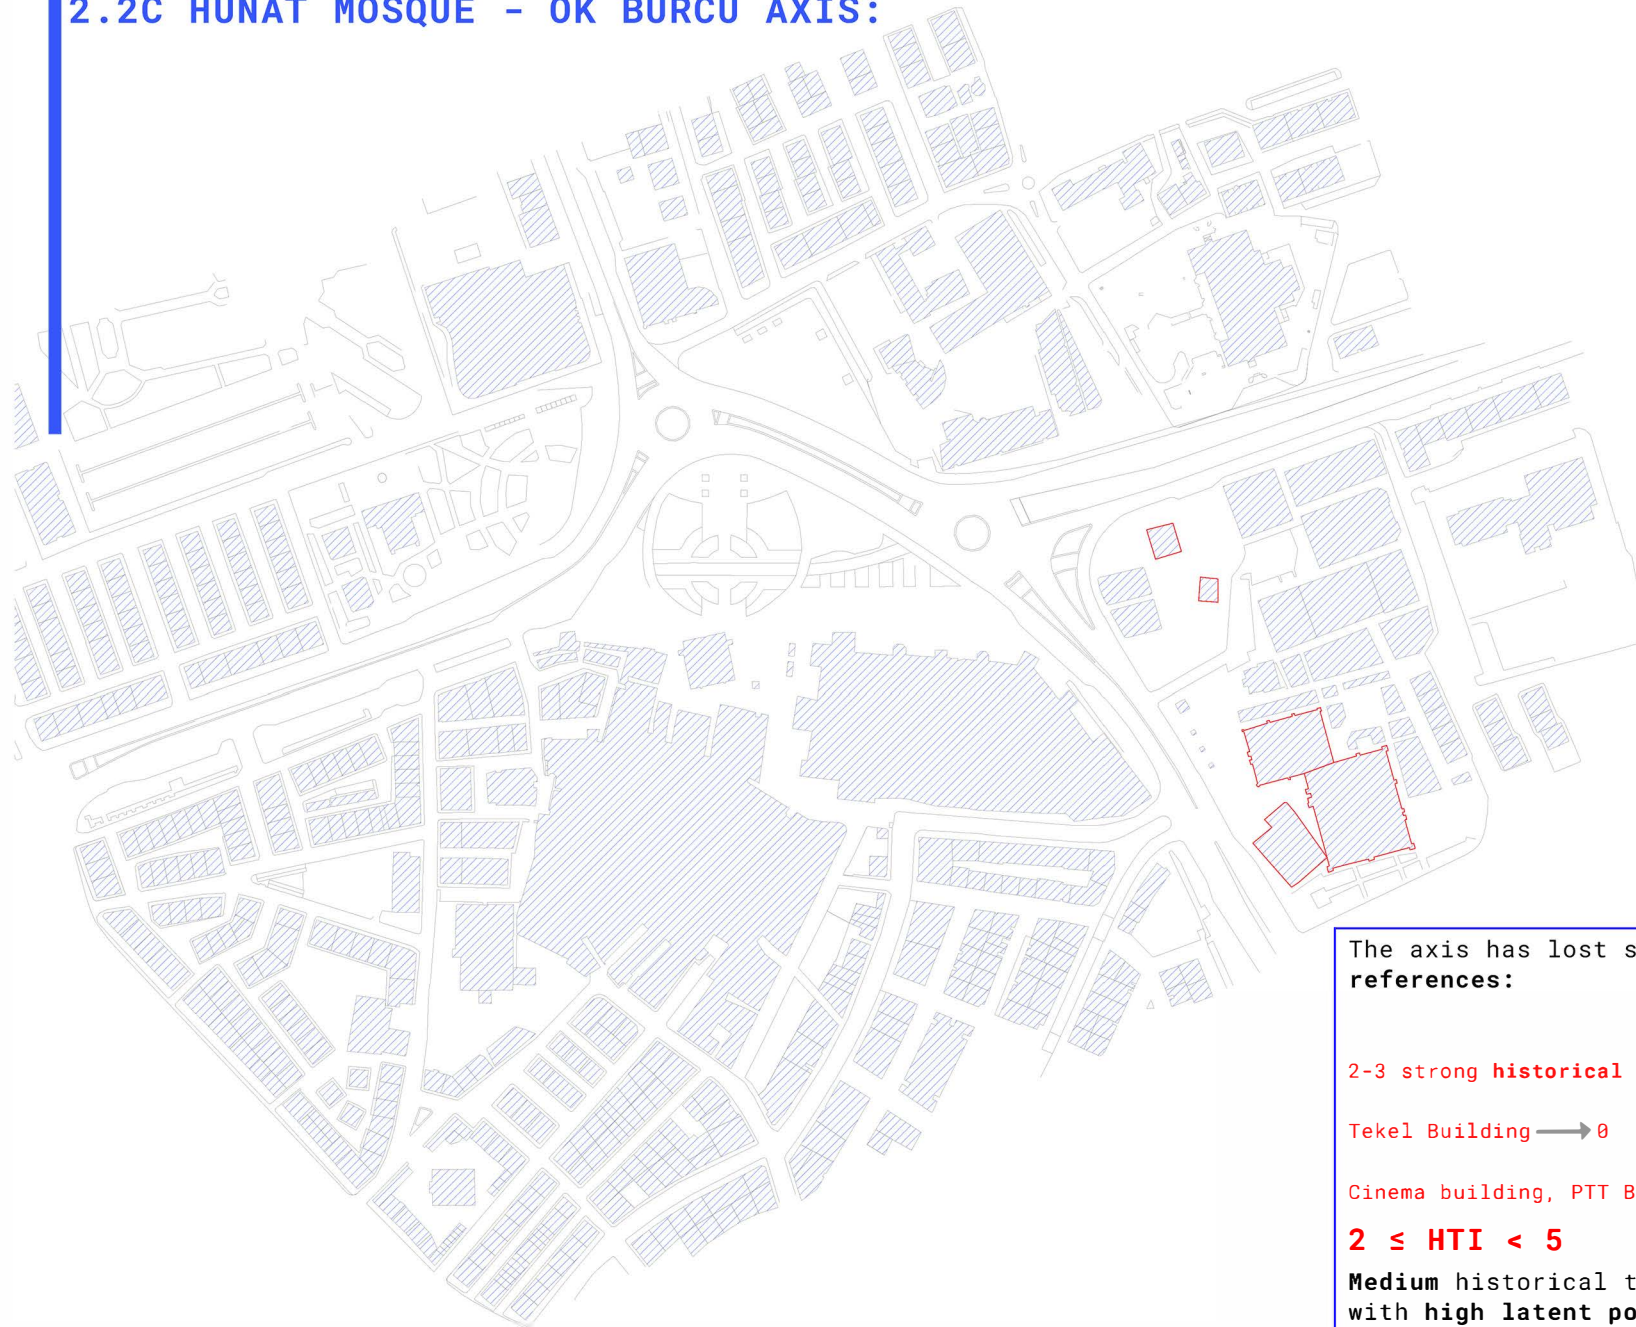 2.2C HUNAT MOSQUE - OK BURCU AXIS:
The axis has lost s
references:
2-3 strong historical
Tekel Building → 0
Cinema building, PTT B
2 ≤ HTI < 5
Medium historical t
with high latent po